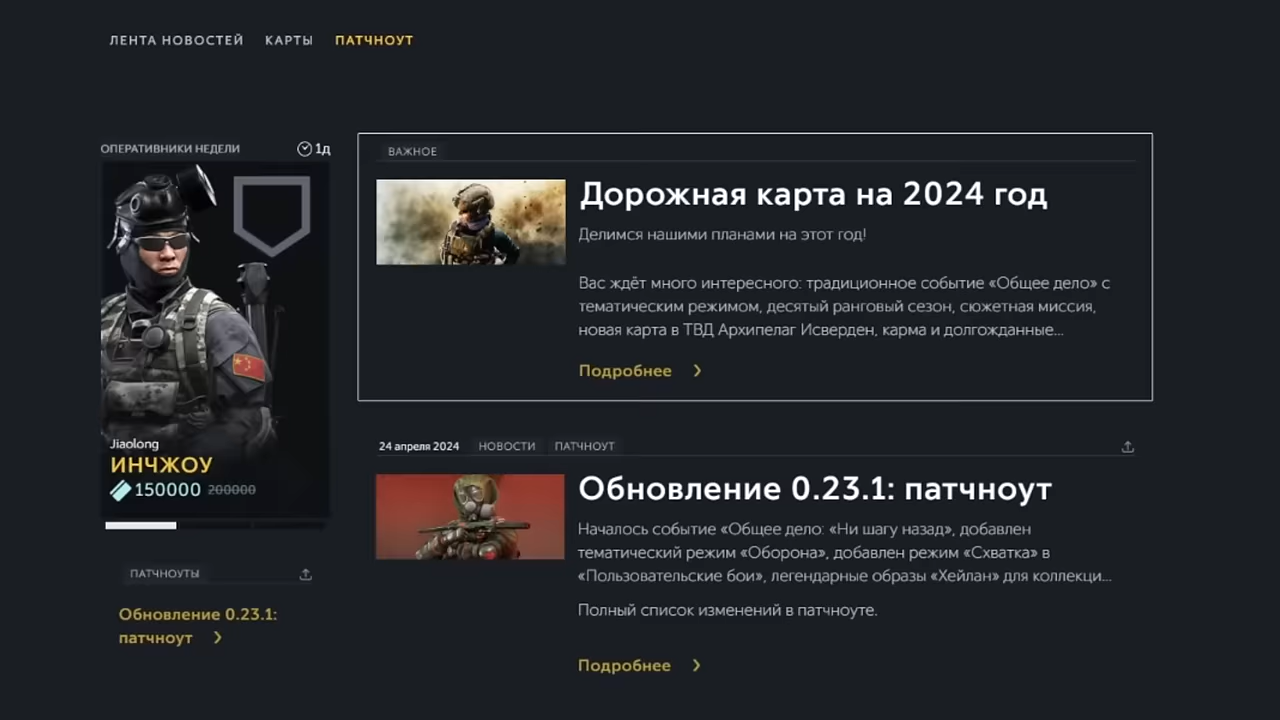 ЛЕНТА НОВОСТЕЙ КАРТЫ ПАТЧНОУТ
ОПЕРАТИВНИКИ НЕДЕЛИ 1д
Jiaolong
ИНЧЖОУ
150000 200000
ПАТЧНОУТЫ
Обновление 0.23.1:
патчноут
ВАЖНОЕ
Дорожная карта на 2024 год
Делимся нашими планами на этот год!
Вас ждёт много интересного: традиционное событие «Общее дело» с
тематическим режимом, десятый ранговый сезон, сюжетная миссия,
новая карта в ТВД Архипелаг Исверден, карма и долгожданные...
Подробнее
24 апреля 2024 НОВОСТИ ПАТЧНОУТ
Обновление 0.23.1: патчноут
Началось событие «Общее дело: «Ни шагу назад», добавлен
тематический режим «Оборона», добавлен режим «Схватка» в
«Пользовательские бои», легендарные образы «Хейлан» для коллекци...
Полный список изменений в патчноуте.
Подробнее